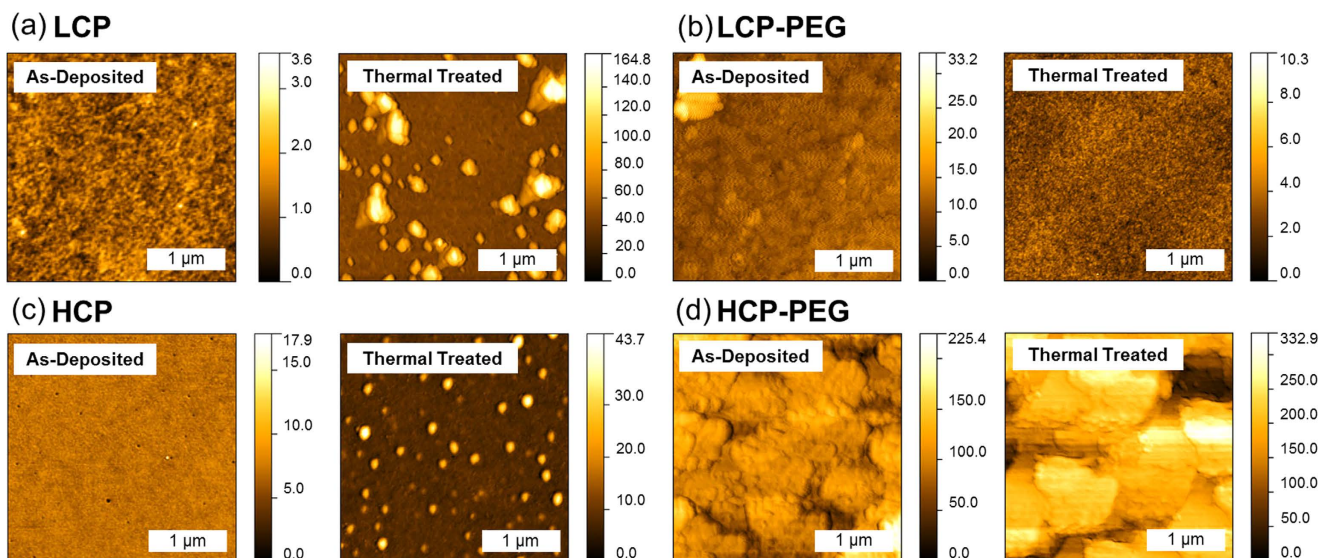 (a) LCP
As-Deposited
3.6
3.0
2.0
1.0
0.0
1 µm
Thermal Treated
164.8
140.0
120.0
100.0
80.0
60.0
40.0
20.0
0.0
1 µm
(b) LCP-PEG
As-Deposited
33.2
25.0
20.0
15.0
10.0
5.0
0.0
1 µm
Thermal Treated
10.3
8.0
6.0
4.0
2.0
0.0
1 µm
(c) HCP
As-Deposited
17.9
15.0
10.0
5.0
0.0
1 µm
Thermal Treated
43.7
30.0
20.0
10.0
0.0
1 µm
(d) HCP-PEG
As-Deposited
225.4
150.0
100.0
50.0
0.0
1 µm
Thermal Treated
332.9
250.0
200.0
150.0
100.0
50.0
0.0
1 µm